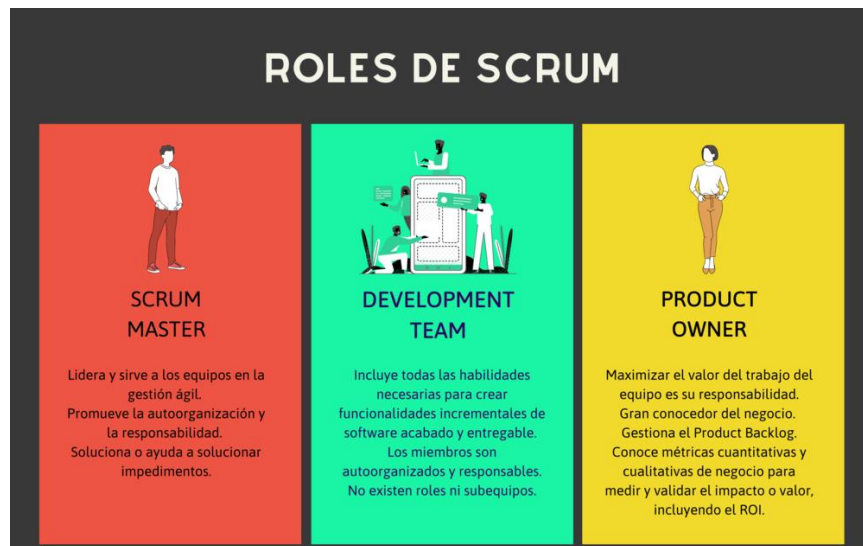 ROLES DE SCRUM
SCRUM
MASTER
Lidera y sirve a los equipos en la
gestión ágil.
Promueve la autoorganización y
la responsabilidad.
Soluciona o ayuda a solucionar
impedimentos.
DEVELOPMENT
TEAM
Incluye todas las habilidades
necesarias para crear
funcionalidades incrementales de
software acabado y entregable.
Los miembros son
autoorganizados y responsables.
No existen roles ni subequipos.
PRODUCT
OWNER
Maximizar el valor del trabajo del
equipo es su responsabilidad.
Gran conocedor del negocio.
Gestiona el Product Backlog.
Conoce métricas cuantitativas y
cualitativas de negocio para
medir y validar el impacto o valor,
incluyendo el ROI.